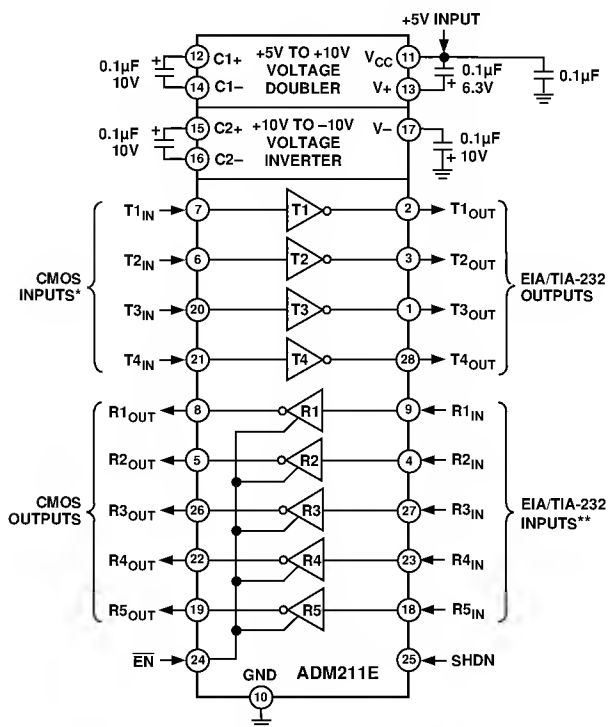 +5V INPUT
0.1µF
10V
12
C1+
14
C1–
+5V TO +10V
VOLTAGE
DOUBLER
VCC
11
V+
13
0.1µF
6.3V
0.1µF
0.1µF
10V
15
C2+
16
C2–
+10V TO –10V
VOLTAGE
INVERTER
V–
17
0.1µF
10V
CMOS
INPUTS*
T1IN
7
T1
2
T1OUT
T2IN
6
T2
3
T2OUT
T3IN
20
T3
1
T3OUT
T4IN
21
T4
28
T4OUT
EIA/TIA-232
OUTPUTS
CMOS
OUTPUTS
R1OUT
8
R1
9
R1IN
R2OUT
5
R2
4
R2IN
R3OUT
26
R3
27
R3IN
R4OUT
22
R4
23
R4IN
R5OUT
19
R5
18
R5IN
EIA/TIA-232
INPUTS**
EN
24
GND
10
ADM211E
25
SHDN